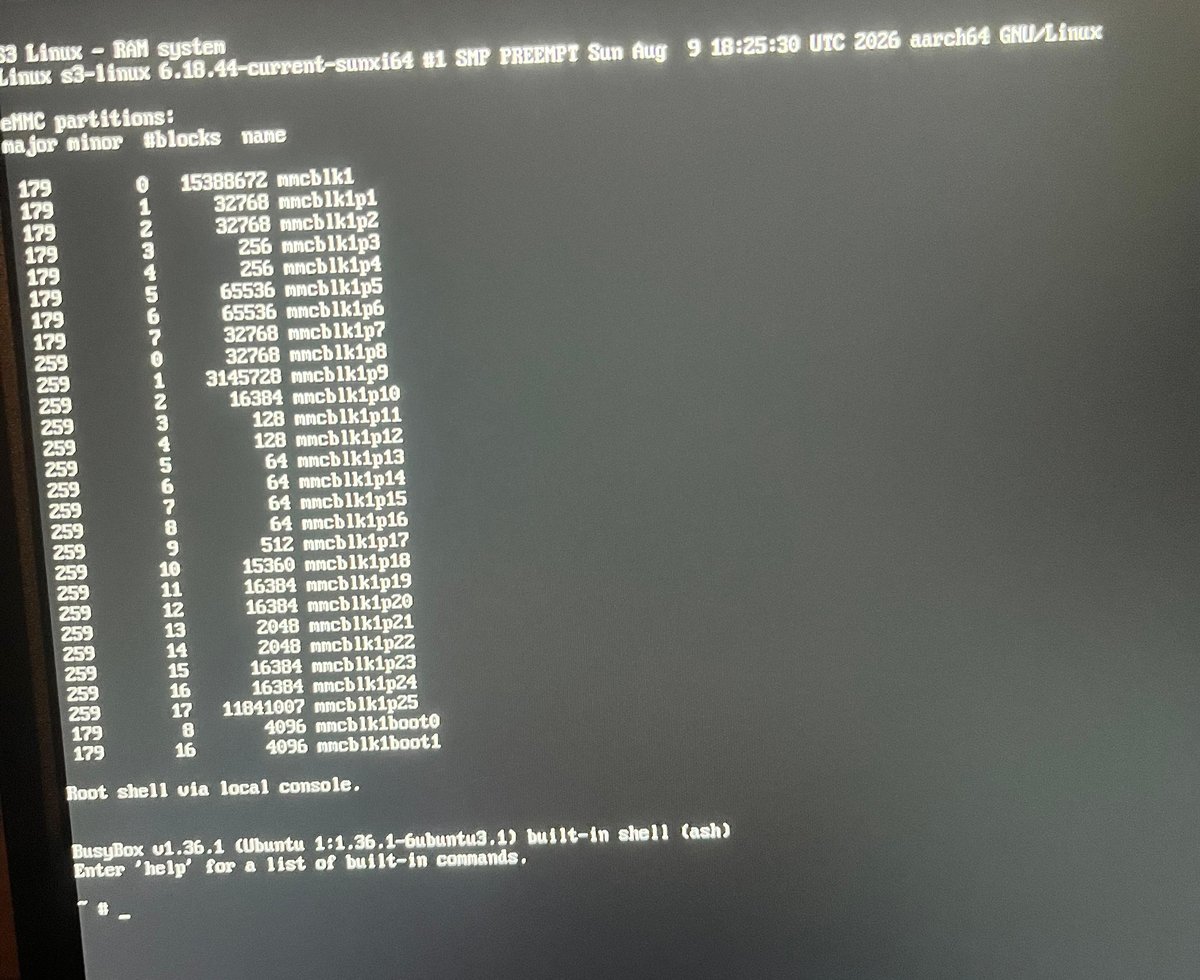 S3 Linux - RAM system
Linux s3-linux 6.18.44-current-sunxi64 #1 SMP PREEMPT Sun Aug  9 18:25:30 UTC 2026 aarch64 GNU/Linux
eMMC partitions:
major minor  #blocks  name
179        0   15388672 mmcblk1
179        1      32768 mmcblk1p1
179        2      32768 mmcblk1p2
179        3        256 mmcblk1p3
179        4        256 mmcblk1p4
179        5      65536 mmcblk1p5
179        6      65536 mmcblk1p6
179        7      32768 mmcblk1p7
259        0      32768 mmcblk1p8
259        1    3145728 mmcblk1p9
259        2      16384 mmcblk1p10
259        3        128 mmcblk1p11
259        4        128 mmcblk1p12
259        5         64 mmcblk1p13
259        6         64 mmcblk1p14
259        7         64 mmcblk1p15
259        8         64 mmcblk1p16
259        9        512 mmcblk1p17
259       10      15360 mmcblk1p18
259       11      16384 mmcblk1p19
259       12      16384 mmcblk1p20
259       13       2048 mmcblk1p21
259       14       2048 mmcblk1p22
259       15      16384 mmcblk1p23
259       16      16384 mmcblk1p24
259       17   11841007 mmcblk1p25
179        8       4096 mmcblk1boot0
179       16       4096 mmcblk1boot1
Root shell via local console.
BusyBox v1.36.1 (Ubuntu 1:1.36.1-6ubuntu3.1) built-in shell (ash)
Enter 'help' for a list of built-in commands.
~ # _